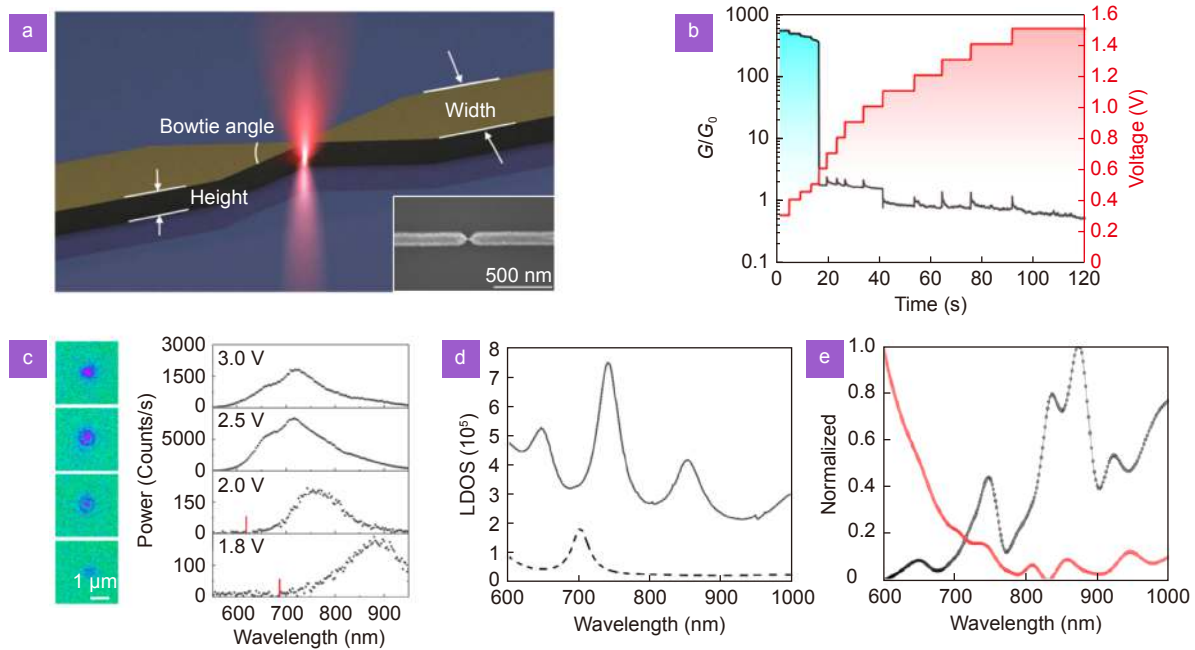 a
Bowtie angle
Width
Height
500 nm
b
G/G0
1000
100
10
1
0.1
0
20
40
60
80
100
120
Time (s)
1.6
1.4
1.2
1.0
0.8
0.6
0.4
0.2
0
Voltage (V)
c
1 μm
Power (Counts/s)
3000
1500
0
5000
0
150
0
100
0
3.0 V
2.5 V
2.0 V
1.8 V
600
700
800
900
Wavelength (nm)
d
LDOS (10⁵)
8
7
6
5
4
3
2
1
0
600
700
800
900
1000
Wavelength (nm)
e
Normalized
1.0
0.8
0.6
0.4
0.2
0
600
700
800
900
1000
Wavelength (nm)